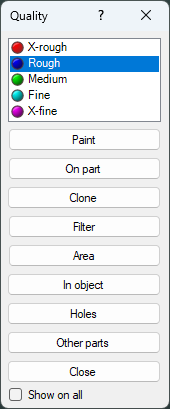 Quality ?
X-rough
Rough
Medium
Fine
X-fine
Paint
On part
Clone
Filter
Area
In object
Holes
Other parts
Close
Show on all